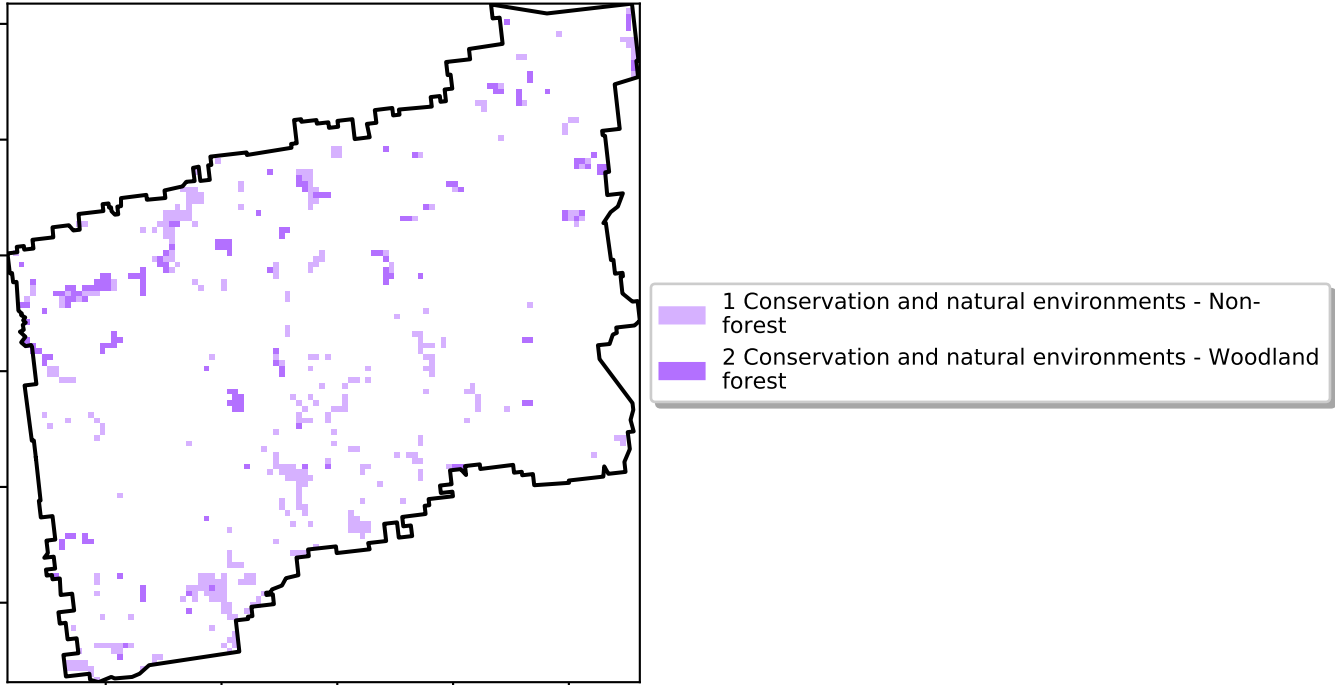 1 Conservation and natural environments - Non-
forest
2 Conservation and natural environments - Woodland
forest